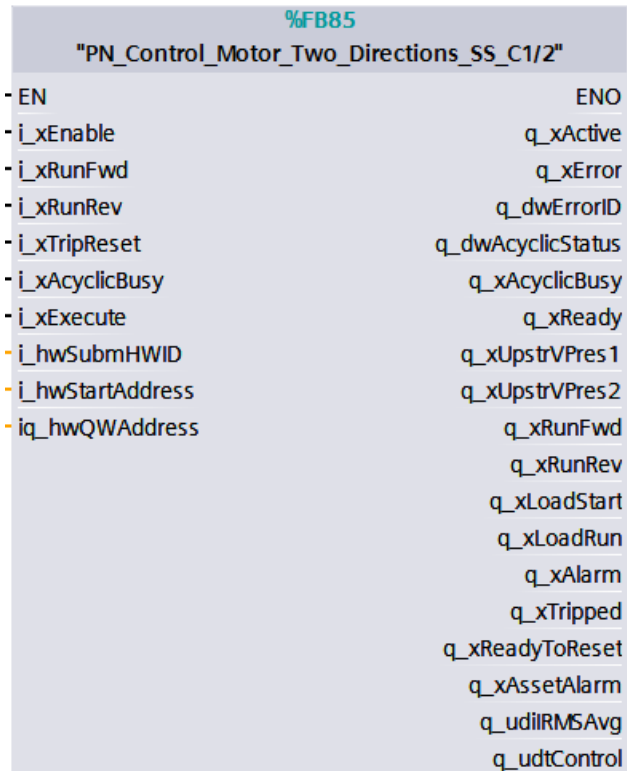 %FB85
"PN_Control_Motor_Two_Directions_SS_C1/2"
EN ENO
i_xEnable q_xActive
i_xRunFwd q_xError
i_xRunRev q_dwErrorID
i_xTripReset q_dwAcyclicStatus
i_xAcyclicBusy q_xAcyclicBusy
i_xExecute q_xReady
i_hwSubmHWID q_xUpstrVPres1
i_hwStartAddress q_xUpstrVPres2
iq_hwQWAddress q_xRunFwd
q_xRunRev
q_xLoadStart
q_xLoadRun
q_xAlarm
q_xTripped
q_xReadyToReset
q_xAssetAlarm
q_udiIRMSAvg
q_udtControl